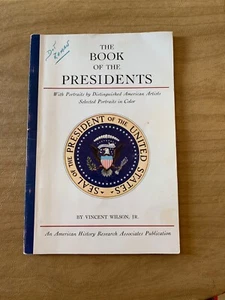 THE
BOOK
OF THE
PRESIDENTS
With Portraits by Distinguished American Artists
Selected Portraits in Color
SEAL OF THE PRESIDENT OF THE UNITED STATES
BY VINCENT WILSON, JR.
An American History Research Associates Publication